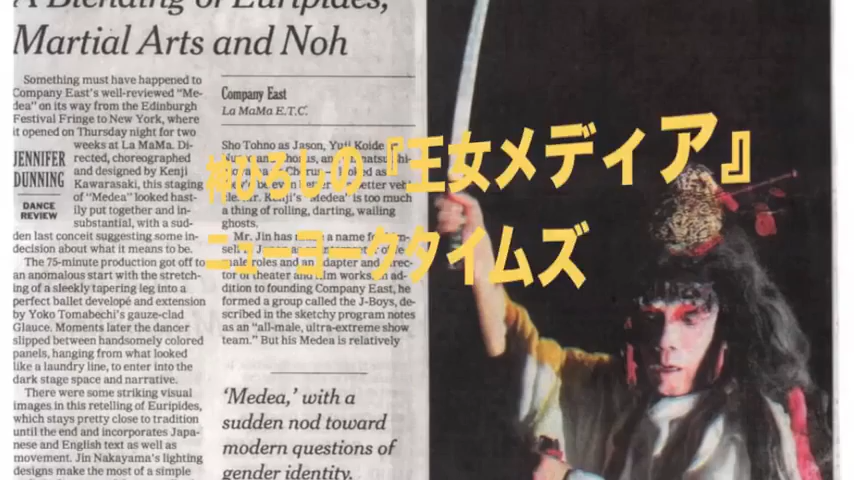 A Blending of Euripides,
Martial Arts and Noh
Something must have happened to
Company East's well-reviewed "Me-
dea" on its way from the Edinburgh
Festival Fringe to New York, where
it opened on Thursday night for two
weeks at La MaMa. Di-
rected, choreographed
and designed by Kenji
Kawarasaki, this staging
of "Medea" looked hast-
ily put together and in-
substantial, with a sud-
JENNIFER
DUNNING
DANCE
REVIEW
den last conceit suggesting some in-
decision about what it means to be.
The 75-minute production got off to
an anomalous start with the stretch-
ing of a sleekly tapering leg into a
perfect ballet developé and extension
by Yoko Tomabechi's gauze-clad
Glauce. Moments later the dancer
slipped between handsomely colored
panels, hanging from what looked
like a laundry line, to enter into the
dark stage space and narrative.
There were some striking visual
images in this retelling of Euripides,
which stays pretty close to tradition
until the end and incorporates Japa-
nese and English text as well as
movement. Jin Nakayama's lighting
designs make the most of a simple
Company East
La MaMa E.T.C.
Sho Tohno as Jason, Yuji Koide
is too much
a thing of rolling, darting, wailing
ghosts.
Mr. Jin has a name for
roles and an adapter and direc-
tor of theater and film works. In ad-
dition to founding Company East, he
formed a group called the J-Boys, de-
scribed in the sketchy program notes
as an "all-male, ultra-extreme show
team." But his Medea is relatively
'Medea,' with a
sudden nod toward
modern questions of
gender identity.
神ひろしの『王女メディア』
ニューヨークタイムズ